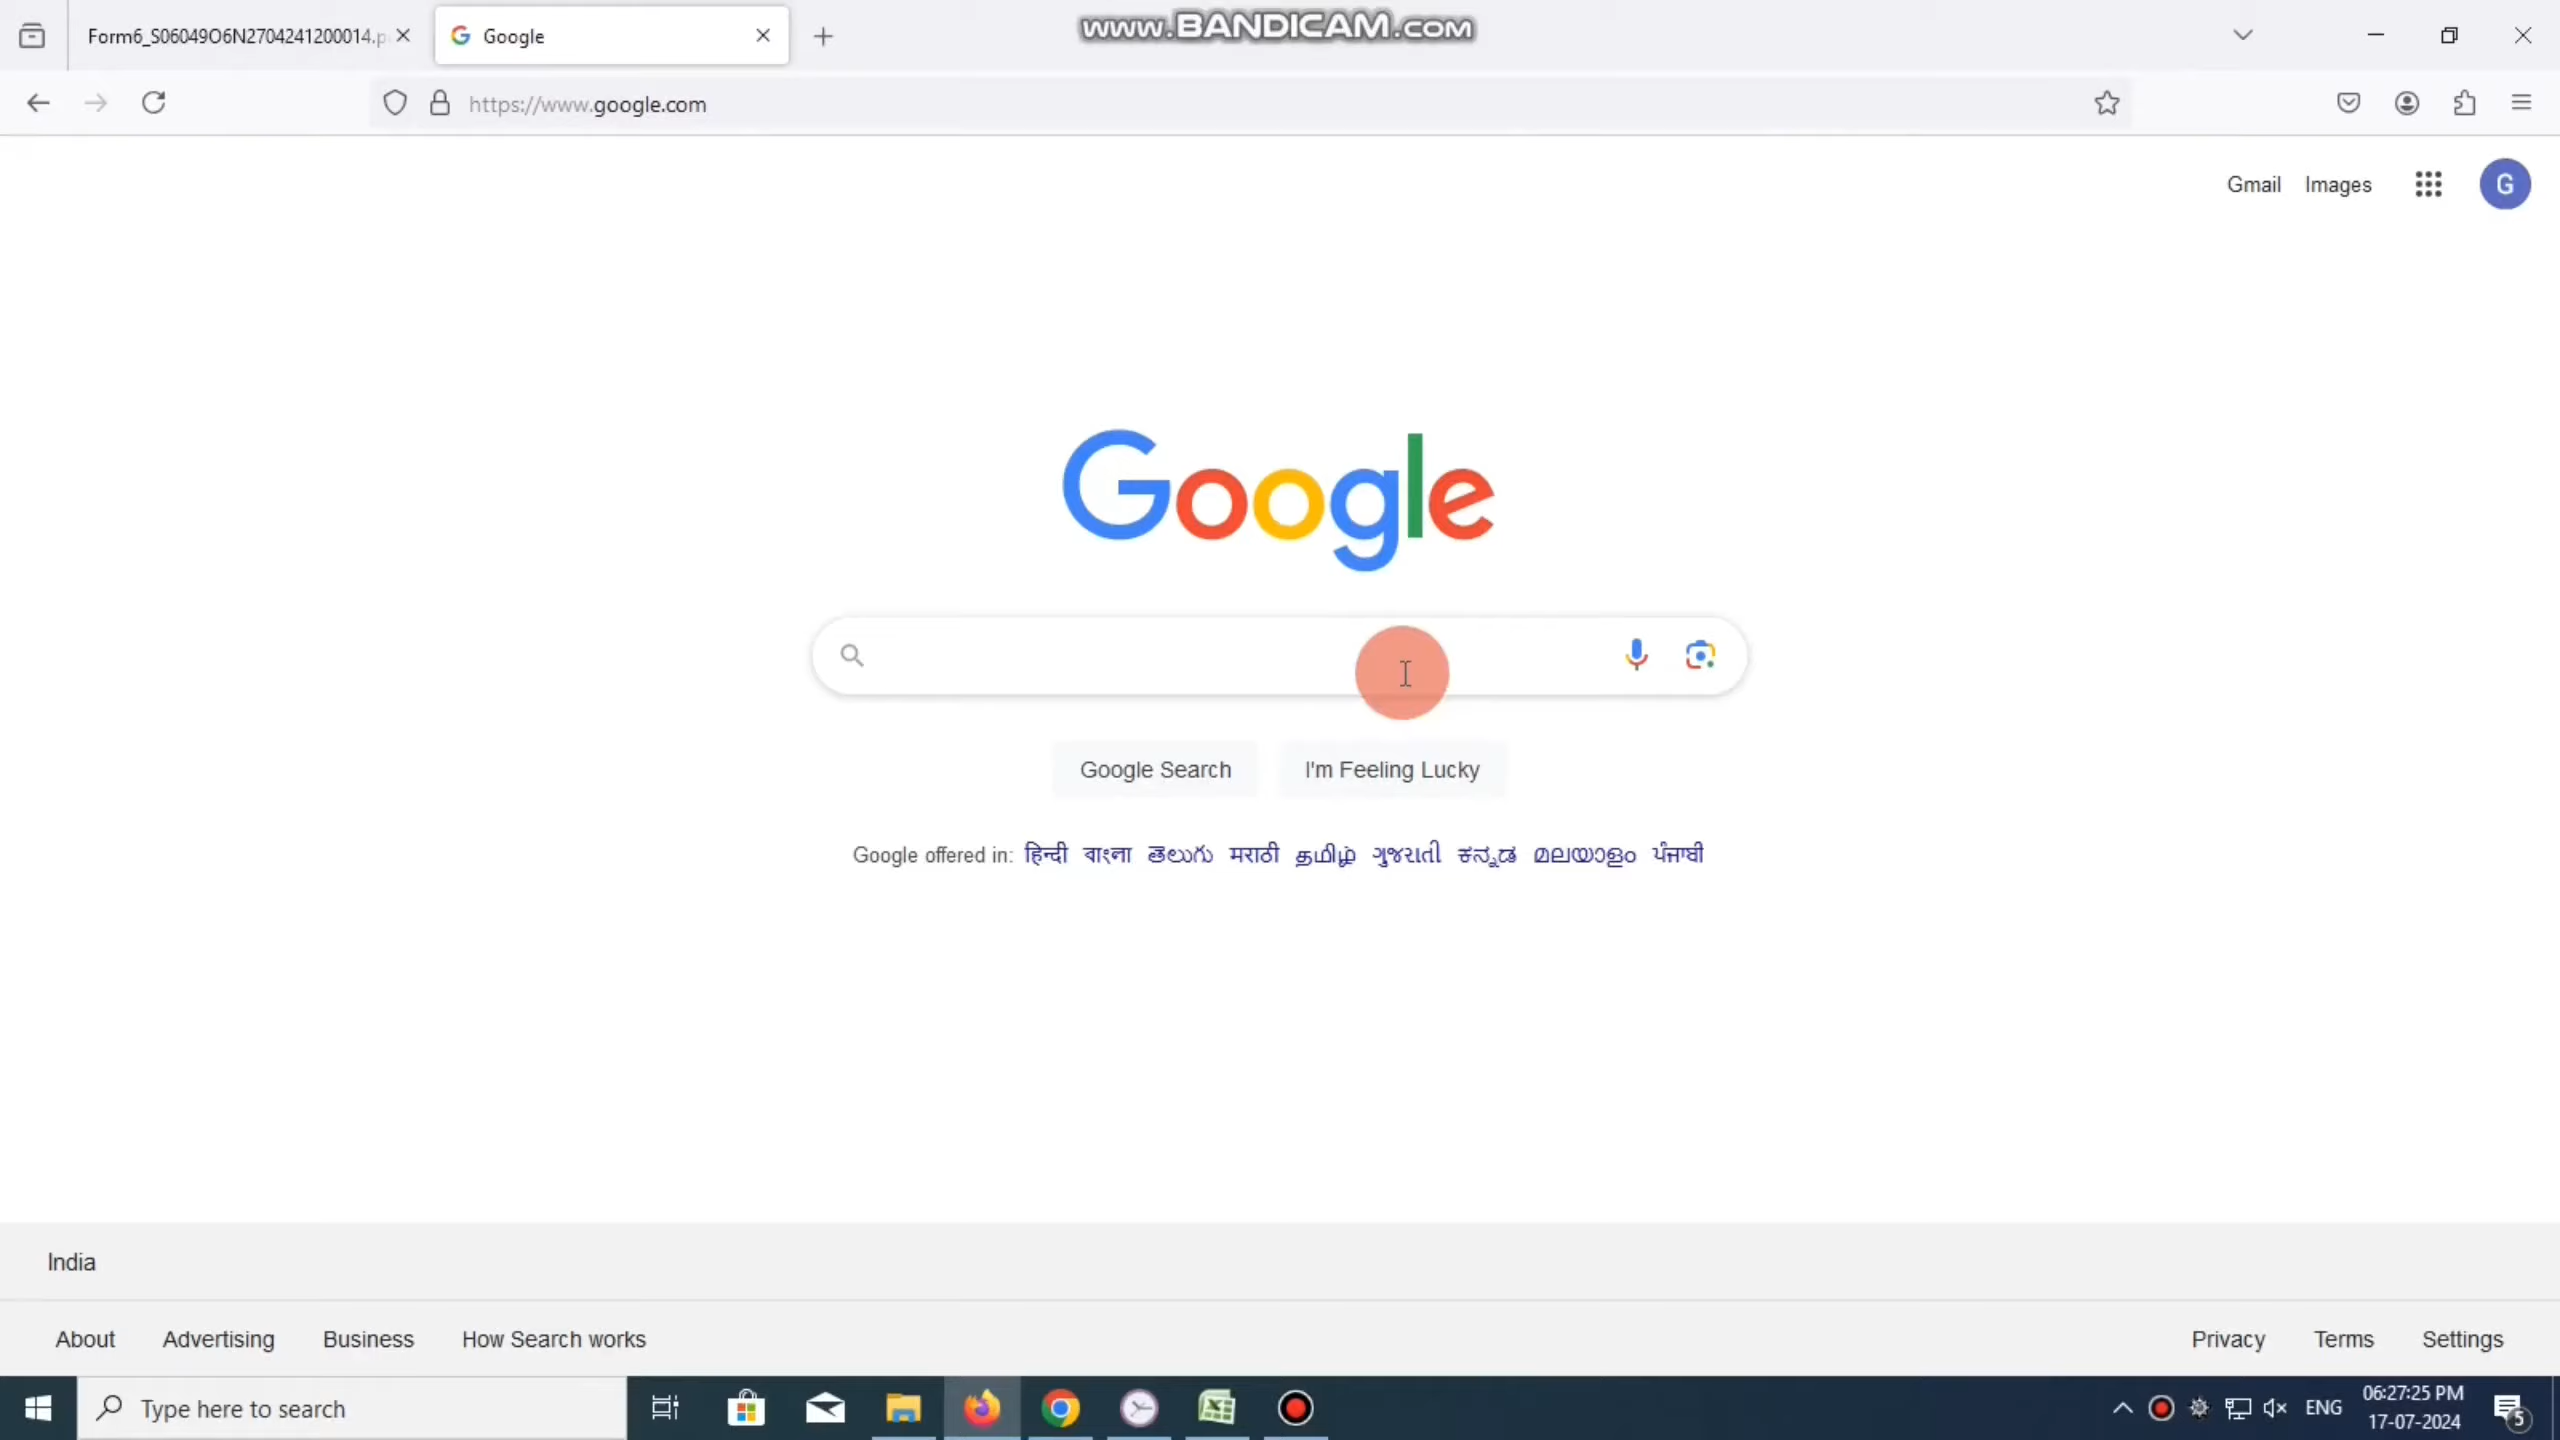 Form6_S06049O6N2704241200014.p
Google
www.BANDICAM.com
https://www.google.com
Gmail Images
G
Google
Google Search I'm Feeling Lucky
Google offered in: हिन्दी বাংলা తెలుగు मराठी தமிழ் ગુજરાતી ಕನ್ನಡ മലയാളം ਪੰਜਾਬੀ
India
About Advertising Business How Search works Privacy Terms Settings
Type here to search
ENG
06:27:25 PM
17-07-2024
5